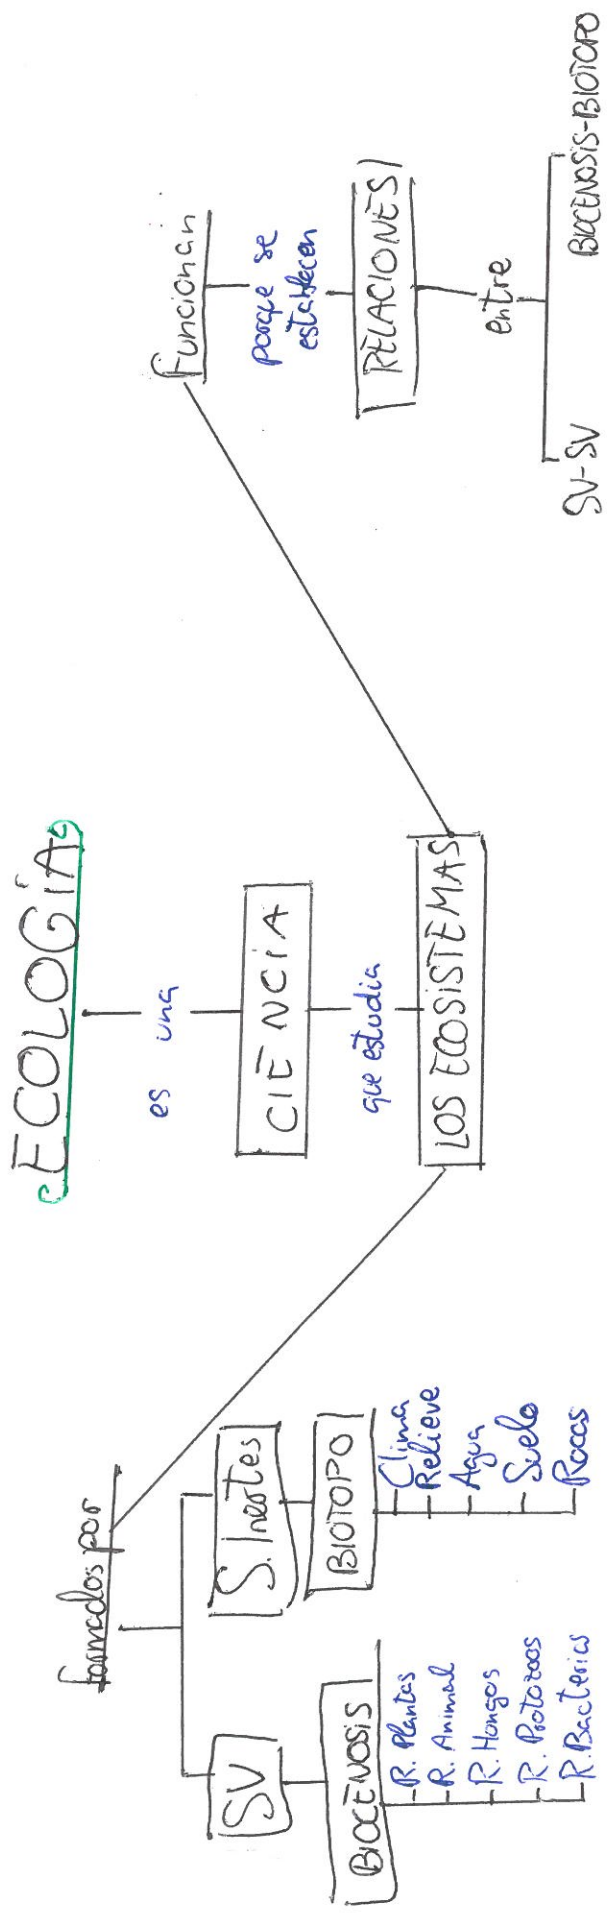 ECOLOGÍA
es una
CIENCIA
que estudia
LOS ECOSISTEMAS
formados por
SV
BIOCENOSIS
R. Plantas
R. Animal
R. Hongos
R. Protozoos
R. Bacterias
S. Inertes
BIOTOPO
Clima
Relieve
Agua
Suelo
Rocas
funcionan
porque se
establecen
RELACIONES
entre
SV-SV
BIOCENOSIS-BIOTOPO